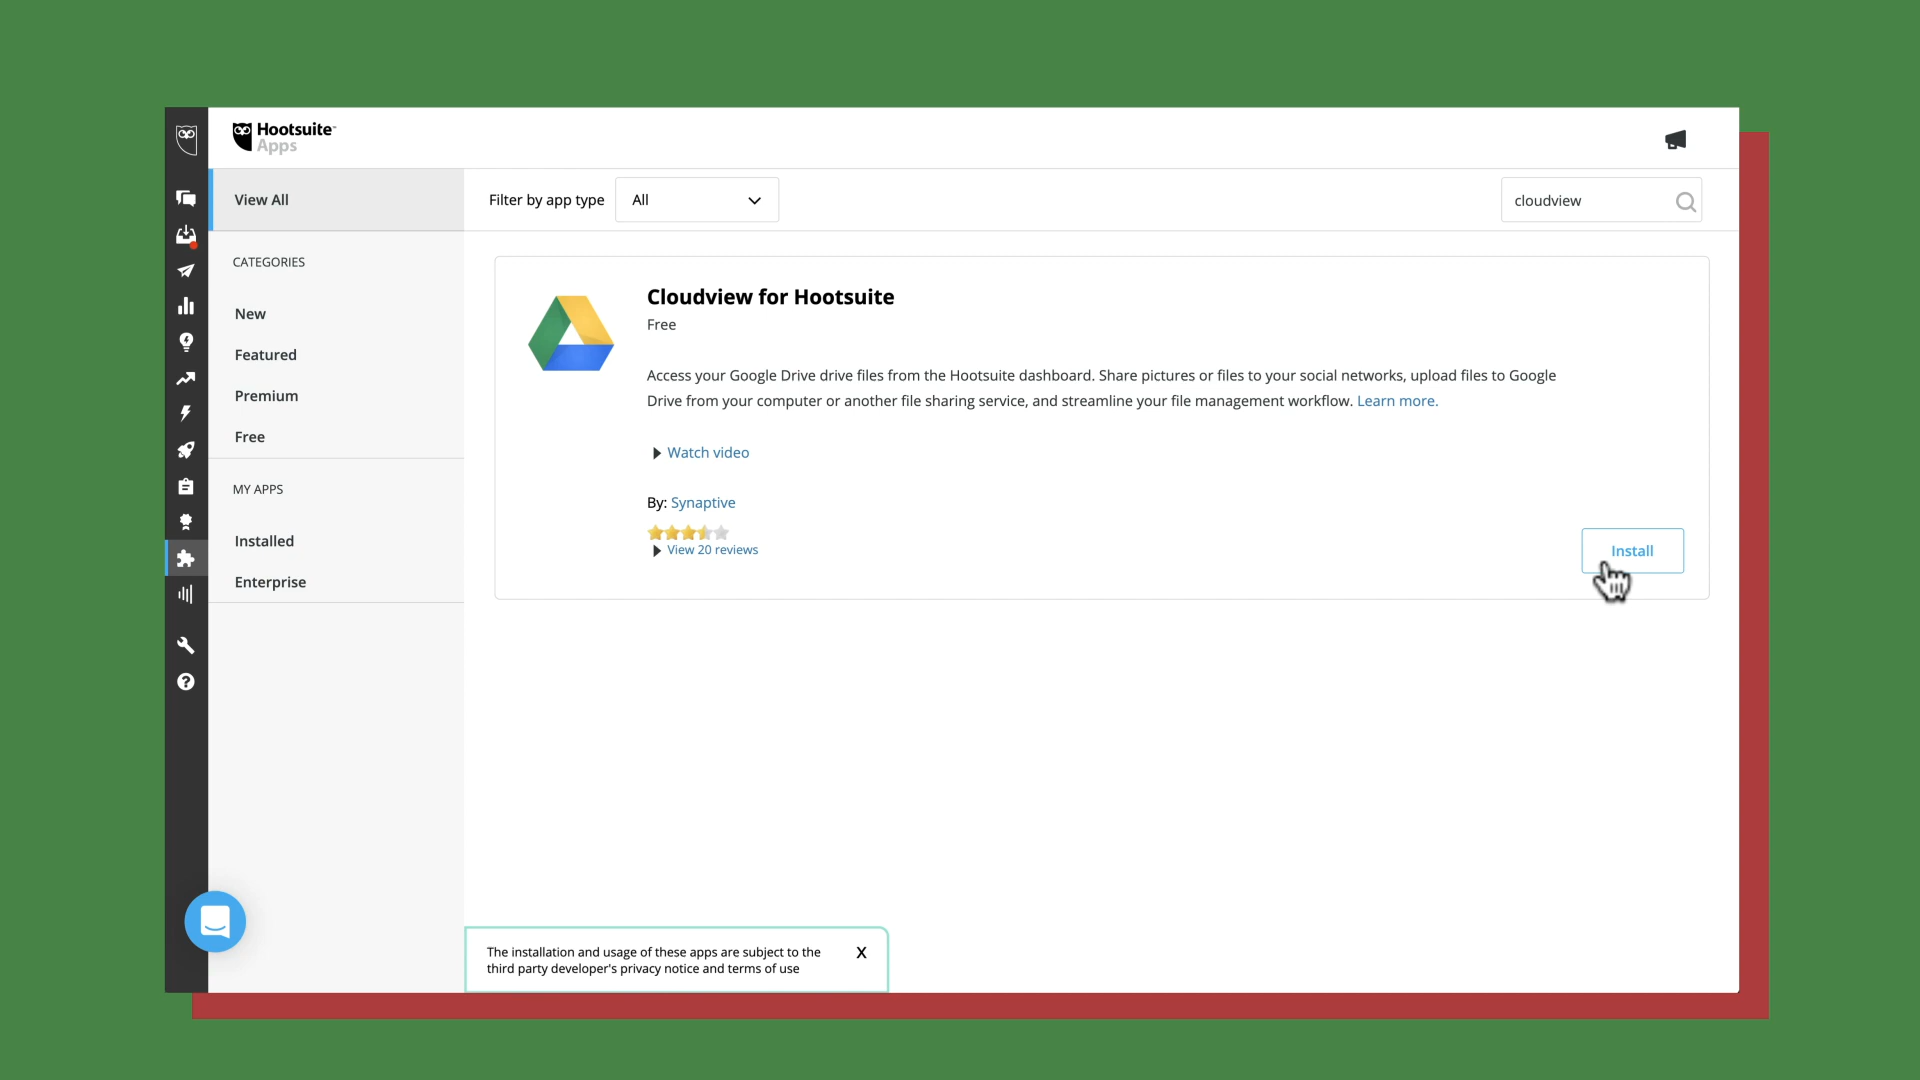 Hootsuite™
Apps
View All
Filter by app type
All
cloudview
CATEGORIES
New
Featured
Premium
Free
MY APPS
Installed
Enterprise
Cloudview for Hootsuite
Free
Access your Google Drive drive files from the Hootsuite dashboard. Share pictures or files to your social networks, upload files to Google
Drive from your computer or another file sharing service, and streamline your file management workflow. Learn more.
Watch video
By: Synaptive
View 20 reviews
Install
The installation and usage of these apps are subject to the
third party developer's privacy notice and terms of use
X